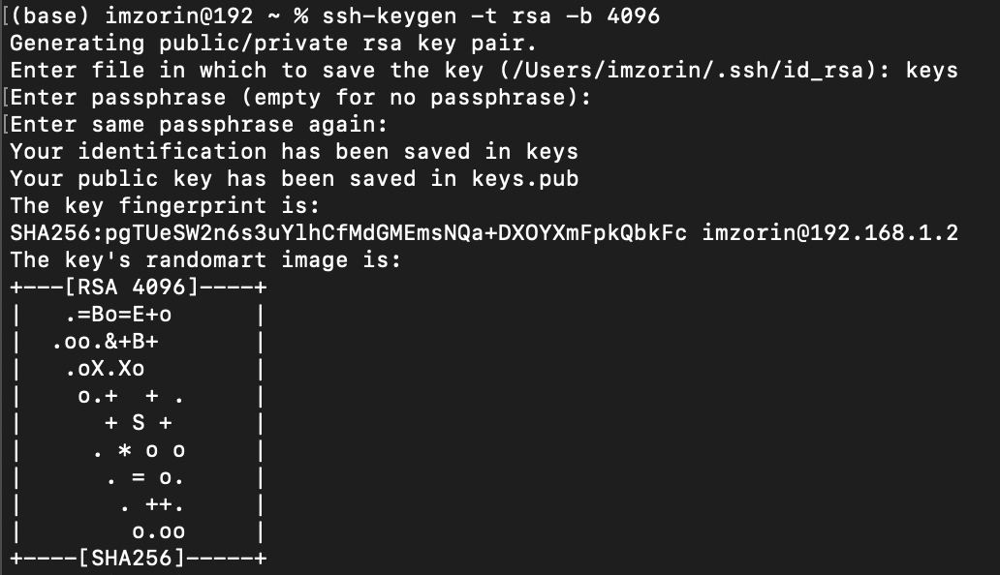 [(base) imzorin@192 ~ % ssh-keygen -t rsa -b 4096
Generating public/private rsa key pair.
Enter file in which to save the key (/Users/imzorin/.ssh/id_rsa): keys
[Enter passphrase (empty for no passphrase):
[Enter same passphrase again:
Your identification has been saved in keys
Your public key has been saved in keys.pub
The key fingerprint is:
SHA256:pgTUeSW2n6s3uYlhCfMdGMEmsNQa+DXOYXmFpkQbkFc imzorin@192.168.1.2
The key's randomart image is:
+---[RSA 4096]----+
|   .=Bo=E+o      |
|  .oo.&+B+       |
|   .oX.Xo        |
|    o.+  + .     |
|      + S +      |
|     . * o o     |
|      . = o.     |
|       . ++.     |
|        o.oo     |
+----[SHA256]-----+